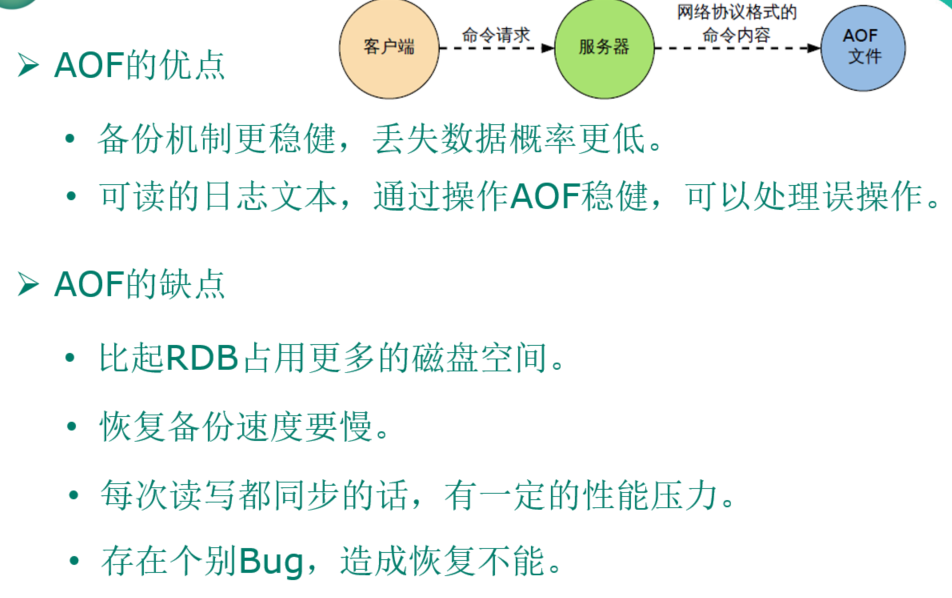 客户端
命令请求
服务器
网络协议格式的
命令内容
AOF
文件
➢ AOF的优点
• 备份机制更稳健，丢失数据概率更低。
• 可读的日志文本，通过操作AOF稳健，可以处理误操作。
➢ AOF的缺点
• 比起RDB占用更多的磁盘空间。
• 恢复备份速度要慢。
• 每次读写都同步的话，有一定的性能压力。
• 存在个别Bug，造成恢复不能。